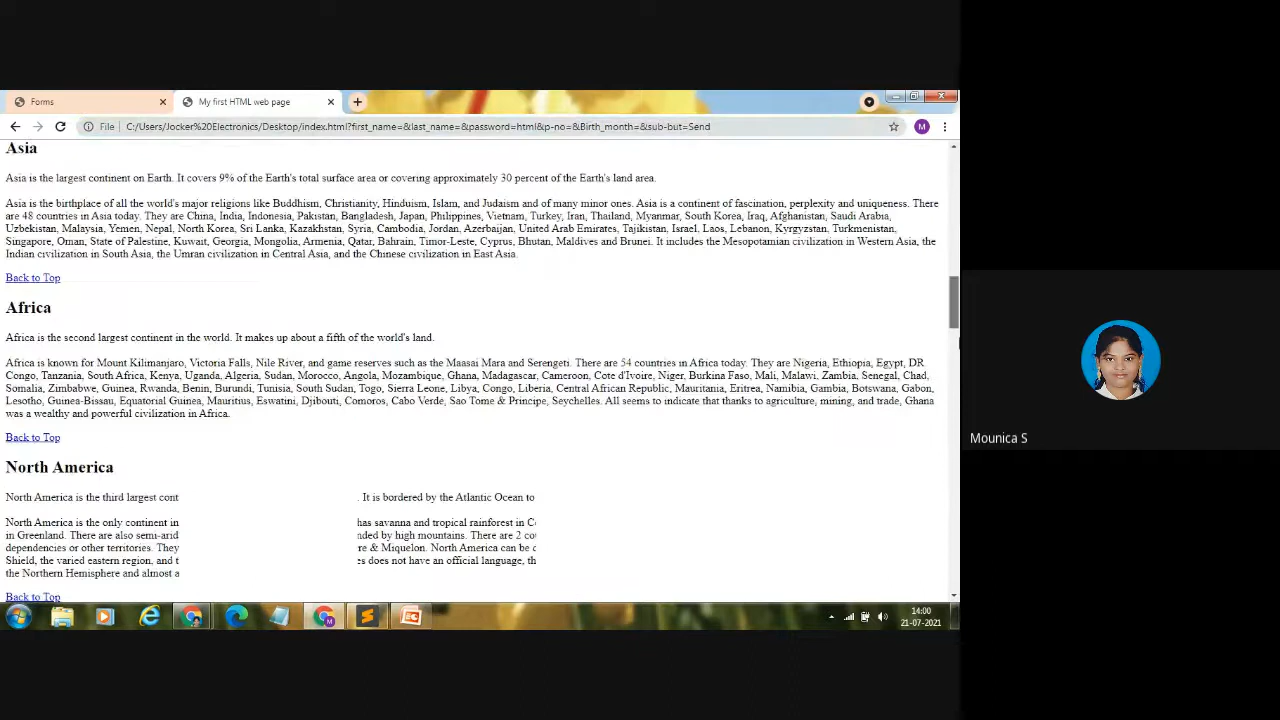 Forms
My first HTML web page
File C:/Users/Jocker%20Electronics/Desktop/index.html?first_name=&last_name=&password=html&p-no=&Birth_month=&sub-but=Send
M
Asia
Asia is the largest continent on Earth. It covers 9% of the Earth's total surface area or covering approximately 30 percent of the Earth's land area.
Asia is the birthplace of all the world's major religions like Buddhism, Christianity, Hinduism, Islam, and Judaism and of many minor ones. Asia is a continent of fascination, perplexity and uniqueness. There
are 48 countries in Asia today. They are China, India, Indonesia, Pakistan, Bangladesh, Japan, Philippines, Vietnam, Turkey, Iran, Thailand, Myanmar, South Korea, Iraq, Afghanistan, Saudi Arabia,
Uzbekistan, Malaysia, Yemen, Nepal, North Korea, Sri Lanka, Kazakhstan, Syria, Cambodia, Jordan, Azerbaijan, United Arab Emirates, Tajikistan, Israel, Laos, Lebanon, Kyrgyzstan, Turkmenistan,
Singapore, Oman, State of Palestine, Kuwait, Georgia, Mongolia, Armenia, Qatar, Bahrain, Timor-Leste, Cyprus, Bhutan, Maldives and Brunei. It includes the Mesopotamian civilization in Western Asia, the
Indian civilization in South Asia, the Umran civilization in Central Asia, and the Chinese civilization in East Asia.
Back to Top
Africa
Africa is the second largest continent in the world. It makes up about a fifth of the world's land.
Africa is known for Mount Kilimanjaro, Victoria Falls, Nile River, and game reserves such as the Maasai Mara and Serengeti. There are 54 countries in Africa today. They are Nigeria, Ethiopia, Egypt, DR
Congo, Tanzania, South Africa, Kenya, Uganda, Algeria, Sudan, Morocco, Angola, Mozambique, Ghana, Madagascar, Cameroon, Cote d'Ivoire, Niger, Burkina Faso, Mali, Malawi, Zambia, Senegal, Chad,
Somalia, Zimbabwe, Guinea, Rwanda, Benin, Burundi, Tunisia, South Sudan, Togo, Sierra Leone, Libya, Congo, Liberia, Central African Republic, Mauritania, Eritrea, Namibia, Gambia, Botswana, Gabon,
Lesotho, Guinea-Bissau, Equatorial Guinea, Mauritius, Eswatini, Djibouti, Comoros, Cabo Verde, Sao Tome & Principe, Seychelles. All seems to indicate that thanks to agriculture, mining, and trade, Ghana
was a wealthy and powerful civilization in Africa.
Back to Top
North America
North America is the third largest cont . It is bordered by the Atlantic Ocean to
North America is the only continent in has savanna and tropical rainforest in
in Greenland. There are also semi-arid nded by high mountains. There are 2
dependencies or other territories. They re & Miquelon. North America can be
Shield, the varied eastern region, and t s does not have an official language, th
the Northern Hemisphere and almost a
Back to Top
14:00
21-07-2021
Mounica S